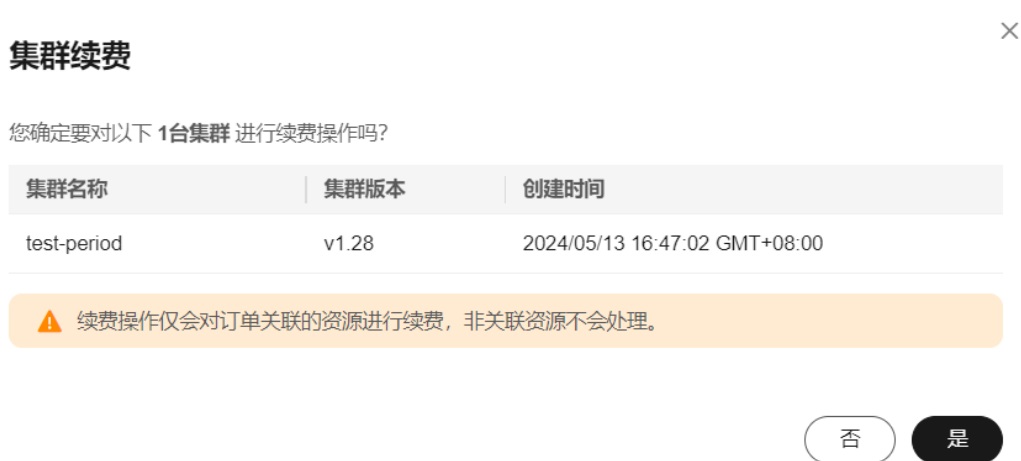 集群续费
您确定要对以下 1台集群 进行续费操作吗?
集群名称 集群版本 创建时间
test-period v1.28 2024/05/13 16:47:02 GMT+08:00
续费操作仅会对订单关联的资源进行续费，非关联资源不会处理。
否 是